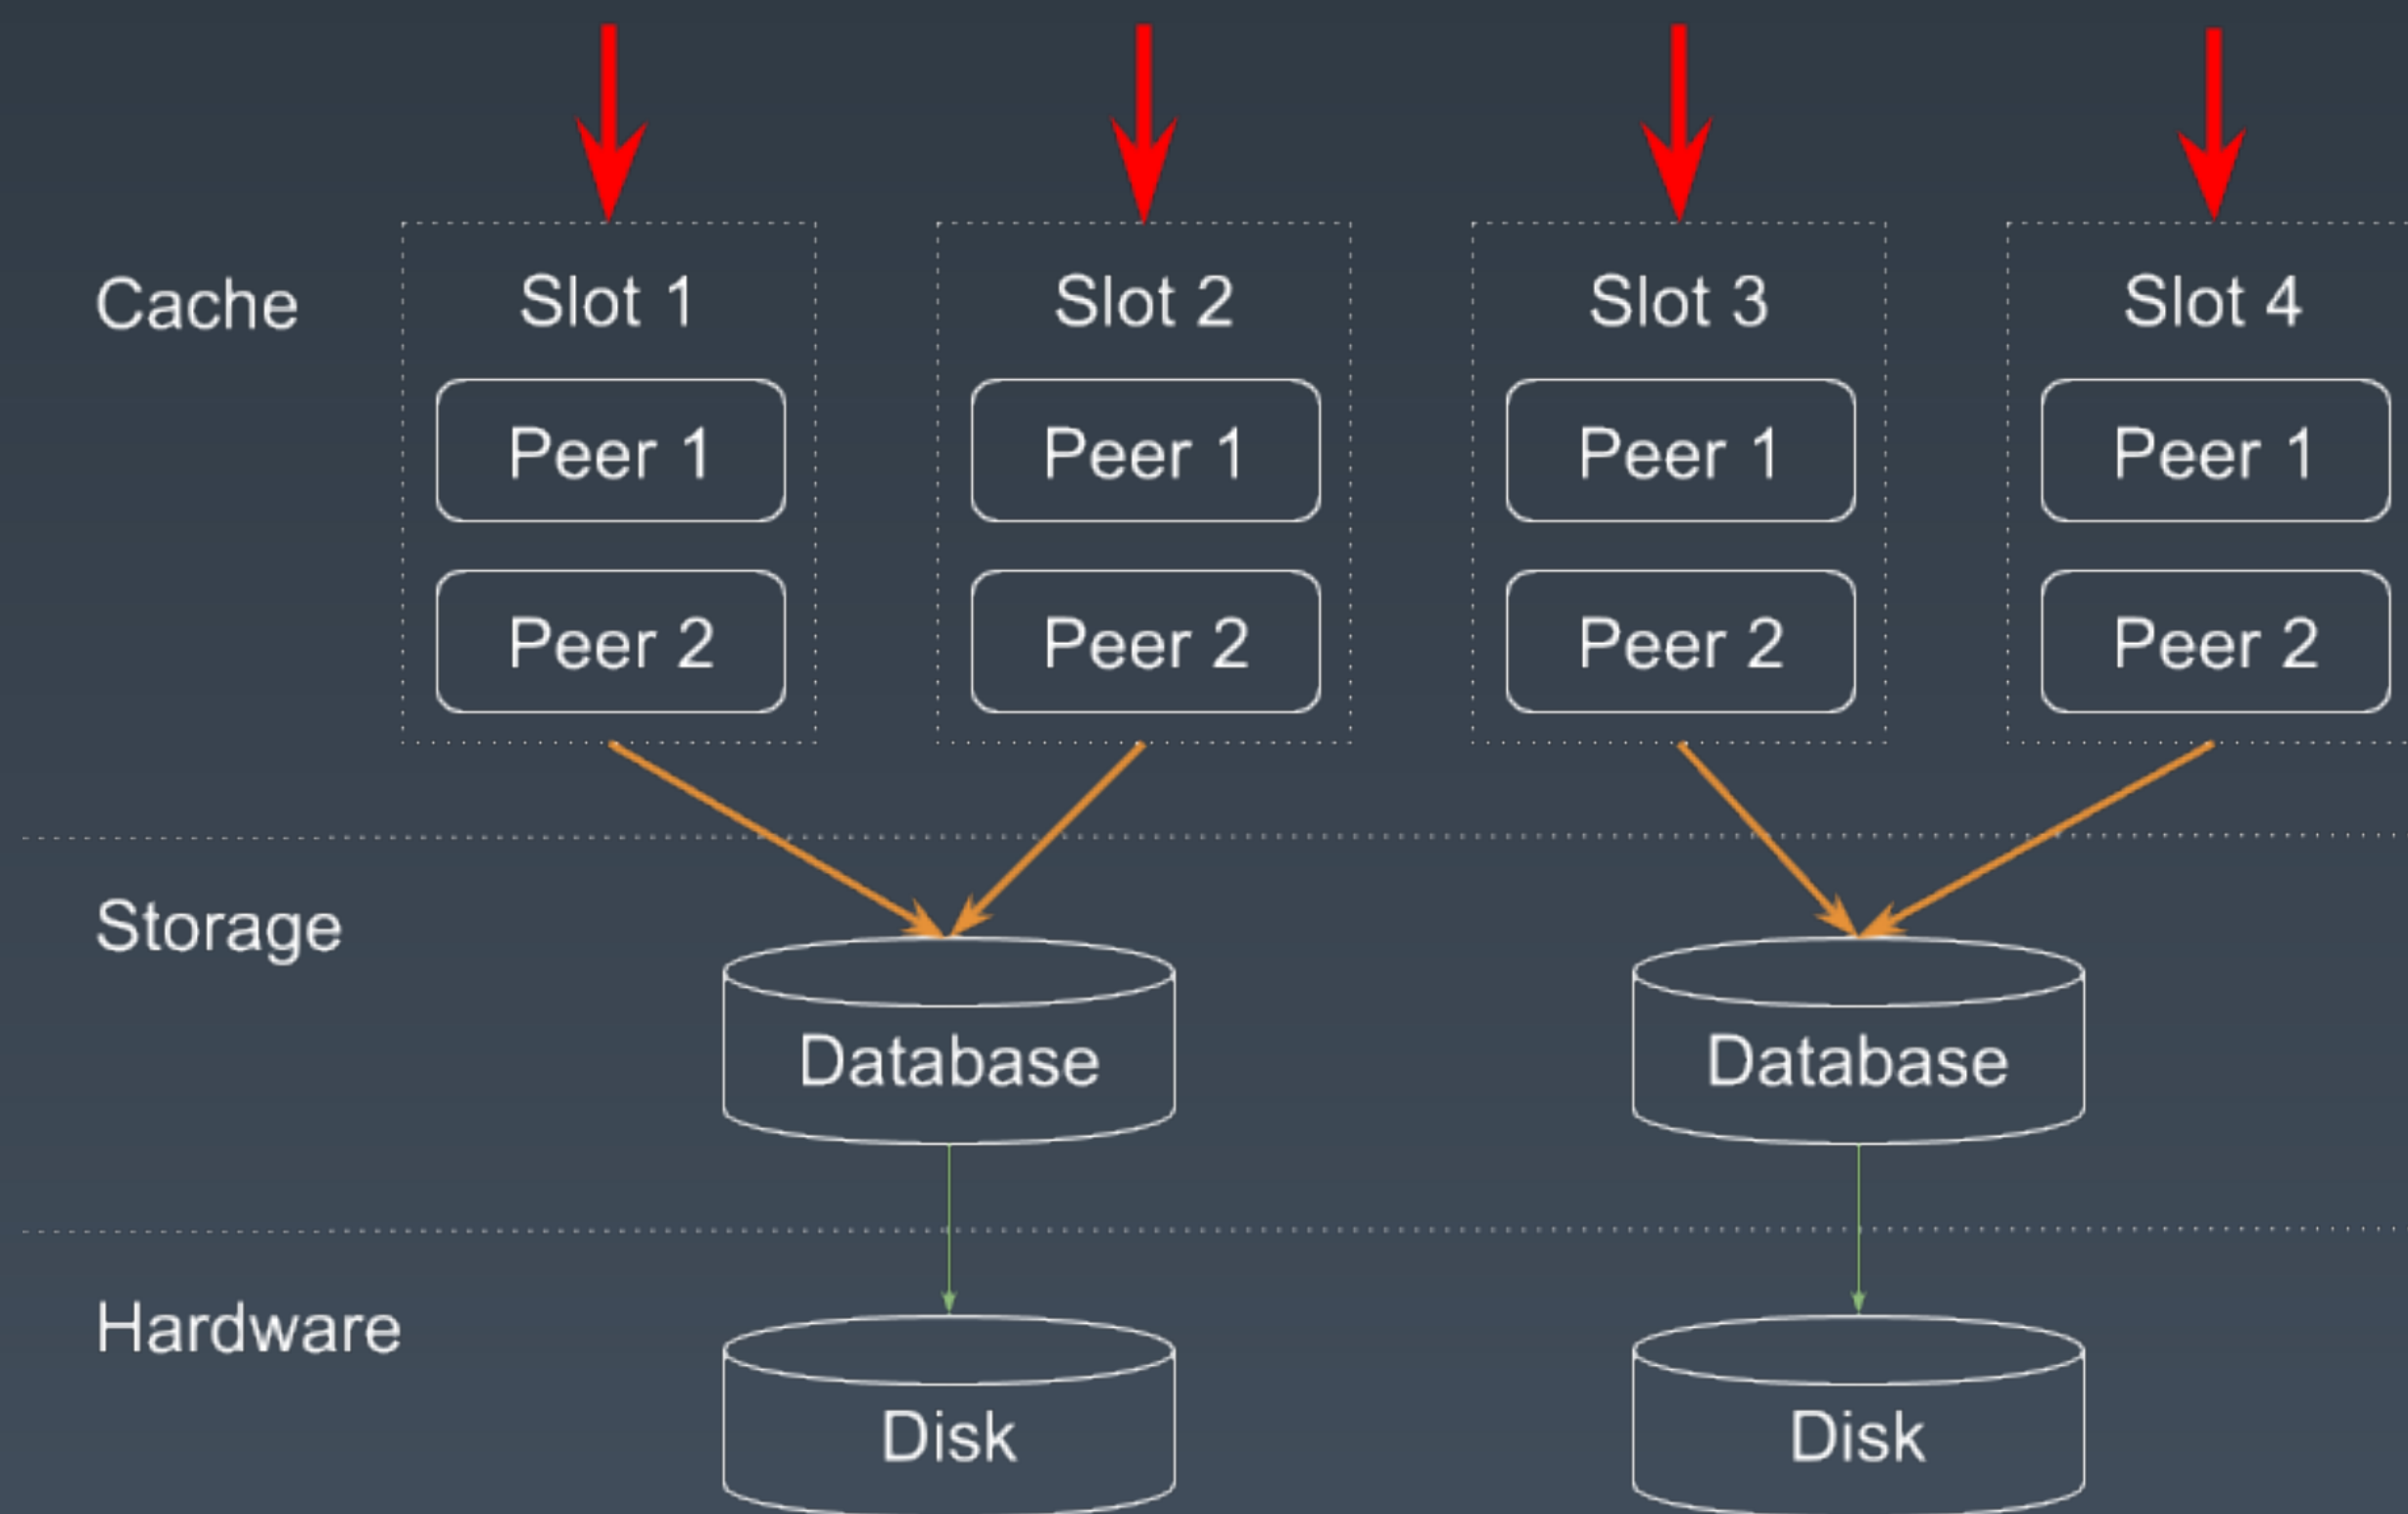 Cache
Slot 1
Peer 1
Peer 2
Slot 2
Peer 1
Peer 2
Slot 3
Peer 1
Peer 2
Slot 4
Peer 1
Peer 2
Storage
Database
Database
Hardware
Disk
Disk